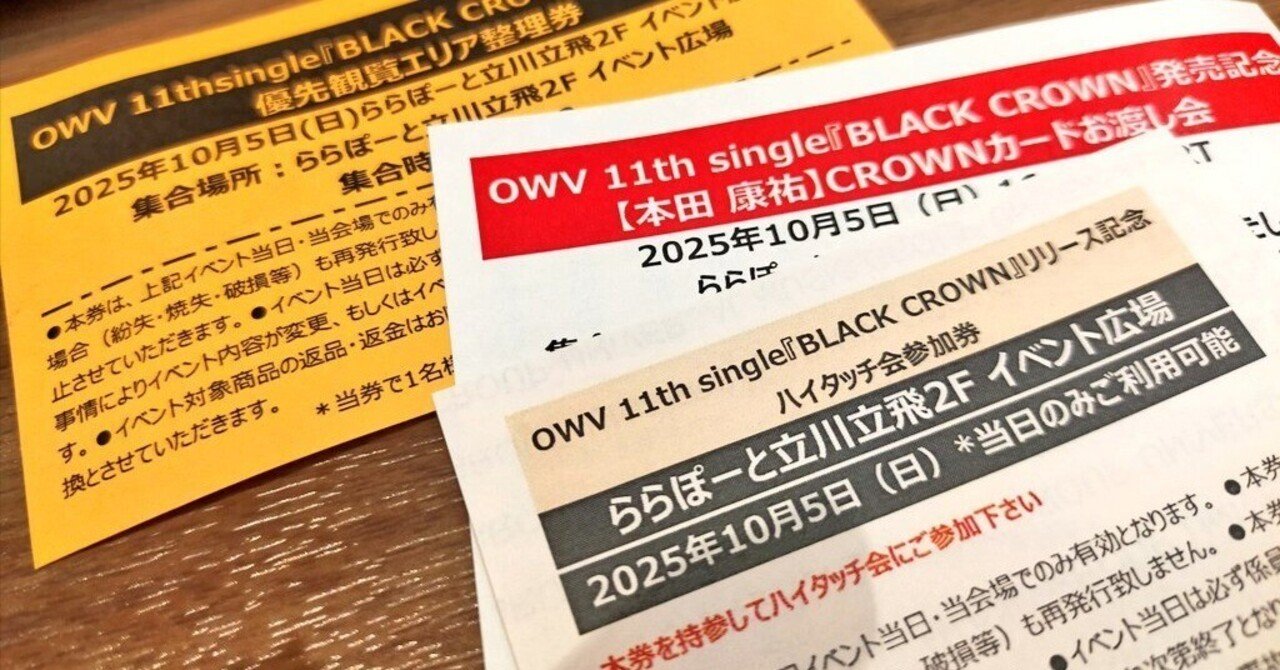 OWV 11thsingle『BLACK CRO
優先観覧エリア整理券
2025年10月5日(日)ららぽーと立川立飛2F イベント
集合場所:ららぽーと立川立飛2F イベント広場
集合時
●本券は、上記イベント当日・当会場でのみ有
場合(紛失・焼失・破損等)も再発行致しま
止させていただきます。●イベント当日は必ず
事情によりイベント内容が変更、もしくはイベ
す。●イベント対象商品の返品・返金はお
換とさせていただきます。 *当券で1名様
OWV 11th single『BLACK CROWN』発売記念
【本田 康祐】CROWNカードお渡し会
2025年10月5日(日)
ららぽ
OWV 11th single『BLACK CROWN』リリース記念
ハイタッチ会参加券
ららぽーと立川立飛2F イベント広場
2025年10月5日(日)*当日のみご利用可能
本券を持参してハイタッチ会にご参加下さい
イベント当日・当会場でのみ有効となります。●本券
破損等)も再発行致しません。●本
●イベント当日は必ず係員
次第終了とな